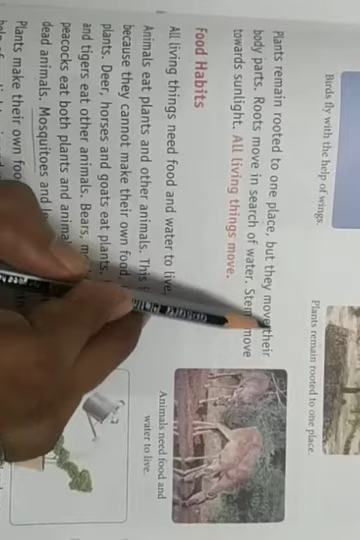 Birds fly with the help of wings.
Plants remain rooted to one place.
Plants remain rooted to one place, but they move their
body parts. Roots move in search of water. Stem move
towards sunlight. All living things move.
Food Habits
All living things need food and water to live.
Animals eat plants and other animals. This
because they cannot make their own food.
plants. Deer, horses and goats eat plants.
and tigers eat other animals. Bears,
peacocks eat both plants and
dead animals. Mosquitoes and
Plants make their own food
Animals need food and
water to live.